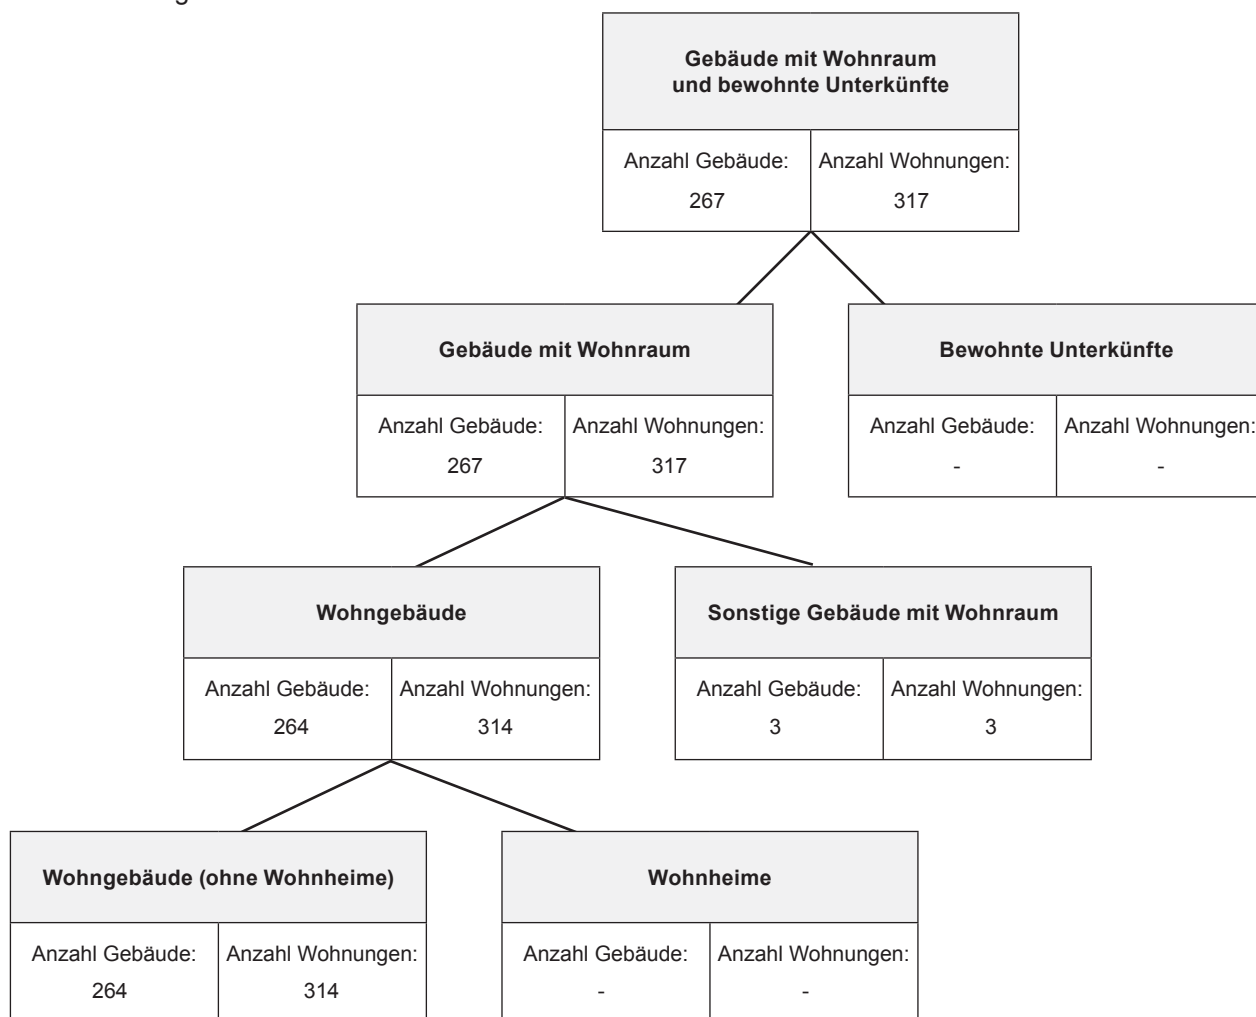 Gebäude mit Wohnraum
und bewohnte Unterkünfte
Anzahl Gebäude: Anzahl Wohnungen:
267 317
Gebäude mit Wohnraum
Bewohnte Unterkünfte
Anzahl Gebäude: Anzahl Wohnungen:
267 317
Anzahl Gebäude: Anzahl Wohnungen:
- -
Wohngebäude
Sonstige Gebäude mit Wohnraum
Anzahl Gebäude: Anzahl Wohnungen:
264 314
Anzahl Gebäude: Anzahl Wohnungen:
3 3
Wohngebäude (ohne Wohnheime)
Wohnheime
Anzahl Gebäude: Anzahl Wohnungen:
264 314
Anzahl Gebäude: Anzahl Wohnungen:
- -